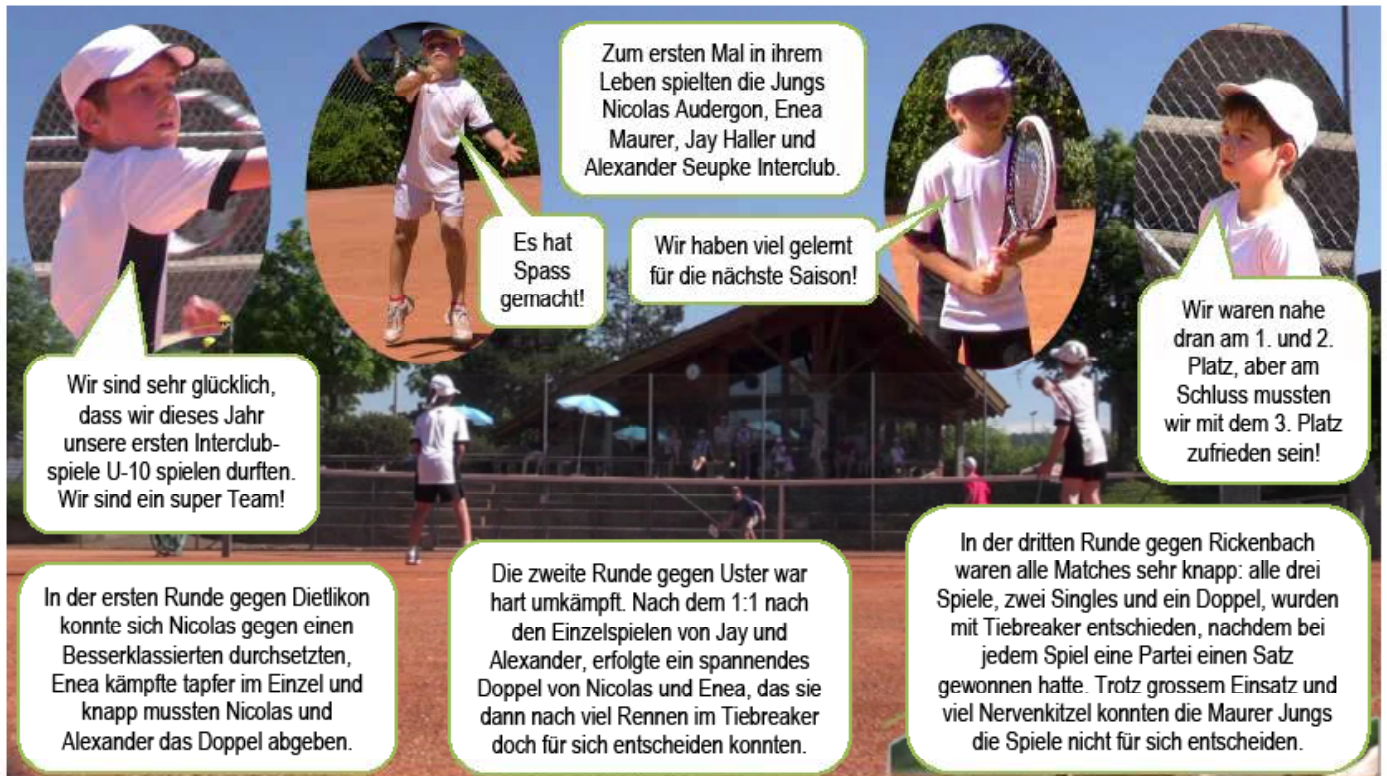 Zum ersten Mal in ihrem
Leben spielten die Jungs
Nicolas Audergon, Enea
Maurer, Jay Haller und
Alexander Seupke Interclub.
Es hat
Spass
gemacht!
Wir haben viel gelernt
für die nächste Saison!
Wir waren nahe
dran am 1. und 2.
Platz, aber am
Schluss mussten
wir mit dem 3. Platz
zufrieden sein!
Wir sind sehr glücklich,
dass wir dieses Jahr
unsere ersten Interclub-
spiele U-10 spielen durften.
Wir sind ein super Team!
In der ersten Runde gegen Dietlikon
konnte sich Nicolas gegen einen
Besserklassierten durchsetzten,
Enea kämpfte tapfer im Einzel und
knapp mussten Nicolas und
Alexander das Doppel abgeben.
Die zweite Runde gegen Uster war
hart umkämpft. Nach dem 1:1 nach
den Einzelspielen von Jay und
Alexander, erfolgte ein spannendes
Doppel von Nicolas und Enea, das sie
dann nach viel Rennen im Tiebreaker
doch für sich entscheiden konnten.
In der dritten Runde gegen Rickenbach
waren alle Matches sehr knapp: alle drei
Spiele, zwei Singles und ein Doppel, wurden
mit Tiebreaker entschieden, nachdem bei
jedem Spiel eine Partei einen Satz
gewonnen hatte. Trotz grossem Einsatz und
viel Nervenkitzel konnten die Maurer Jungs
die Spiele nicht für sich entscheiden.